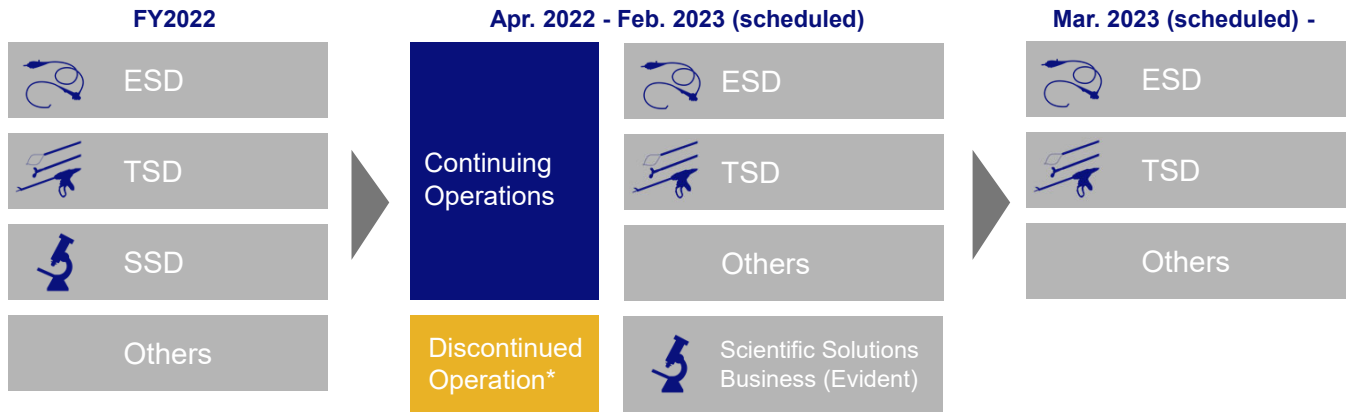 FY2022
ESD
TSD
SSD
Others
Apr. 2022 - Feb. 2023 (scheduled)
Continuing
Operations
Discontinued
Operation*
ESD
TSD
Others
Scientific Solutions
Business (Evident)
Mar. 2023 (scheduled) -
ESD
TSD
Others